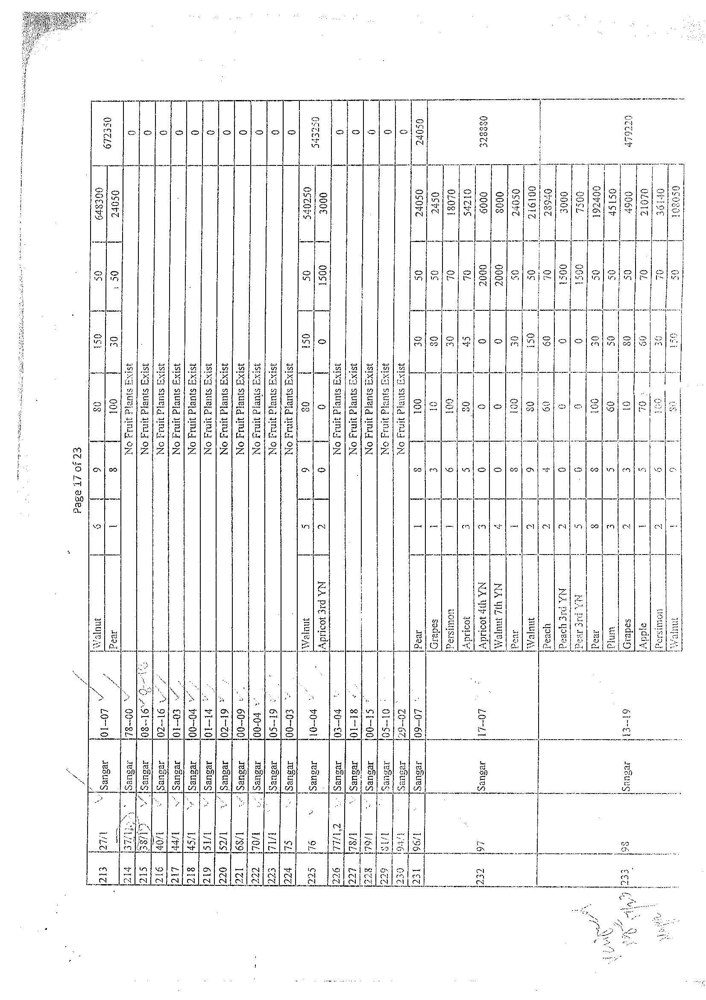 Page 17 of 23
213 27/1 Sangar 01--07 Walnut 6 9 80 150 50 648300 672350
Pear 1 8 100 30 50 24050
214 37/1 Sangar 78--00 No Fruit Plants Exist 0
215 38/1 Sangar 08--16 8-16 No Fruit Plants Exist 0
216 40/1 Sangar 02--16 No Fruit Plants Exist 0
217 44/1 Sangar 01--03 No Fruit Plants Exist 0
218 45/1 Sangar 00--04 No Fruit Plants Exist 0
219 51/1 Sangar 01--14 No Fruit Plants Exist 0
220 52/1 Sangar 02--19 No Fruit Plants Exist 0
221 68/1 Sangar 00--09 No Fruit Plants Exist 0
222 70/1 Sangar 00-04 No Fruit Plants Exist 0
223 71/1 Sangar 05--19 No Fruit Plants Exist 0
224 75 Sangar 00--03 No Fruit Plants Exist 0
225 76 Sangar 10--04 Walnut 5 9 80 150 50 540250 543250
Apricot 3rd YN 2 0 0 0 1500 3000
226 77/1,2 Sangar 03--04 No Fruit Plants Exist 0
227 78/1 Sangar 01--18 No Fruit Plants Exist 0
228 79/1 Sangar 00--15 No Fruit Plants Exist 0
229 81/1 Sangar 05--10 No Fruit Plants Exist 0
230 94/1 Sangar 29--02 No Fruit Plants Exist 0
231 96/1 Sangar 09--07 Pear 1 8 100 30 50 24050 24050
232 97 Sangar 17--07 Grapes 1 3 10 80 50 2450 328880
Persimon 1 6 100 30 70 18070
Apricot 3 5 80 45 70 54210
Apricot 4th YN 3 0 0 0 2000 6000
Walnut 7th YN 4 0 0 0 2000 8000
Pear 1 8 100 30 50 24050
Walnut 2 9 80 150 50 216100
233 98 Sangar 13--19 Peach 2 4 60 60 70 28940 479220
Peach 3rd YN 2 0 0 0 1500 3000
Pear 3rd YN 5 0 0 0 1500 7500
Pear 8 8 100 30 50 192400
Plum 3 5 60 50 50 45150
Grapes 2 3 10 80 50 4900
Apple 1 5 70 60 70 21070
Persimon 2 6 100 30 70 36140
Walnut 1 9 80 150 50 108050